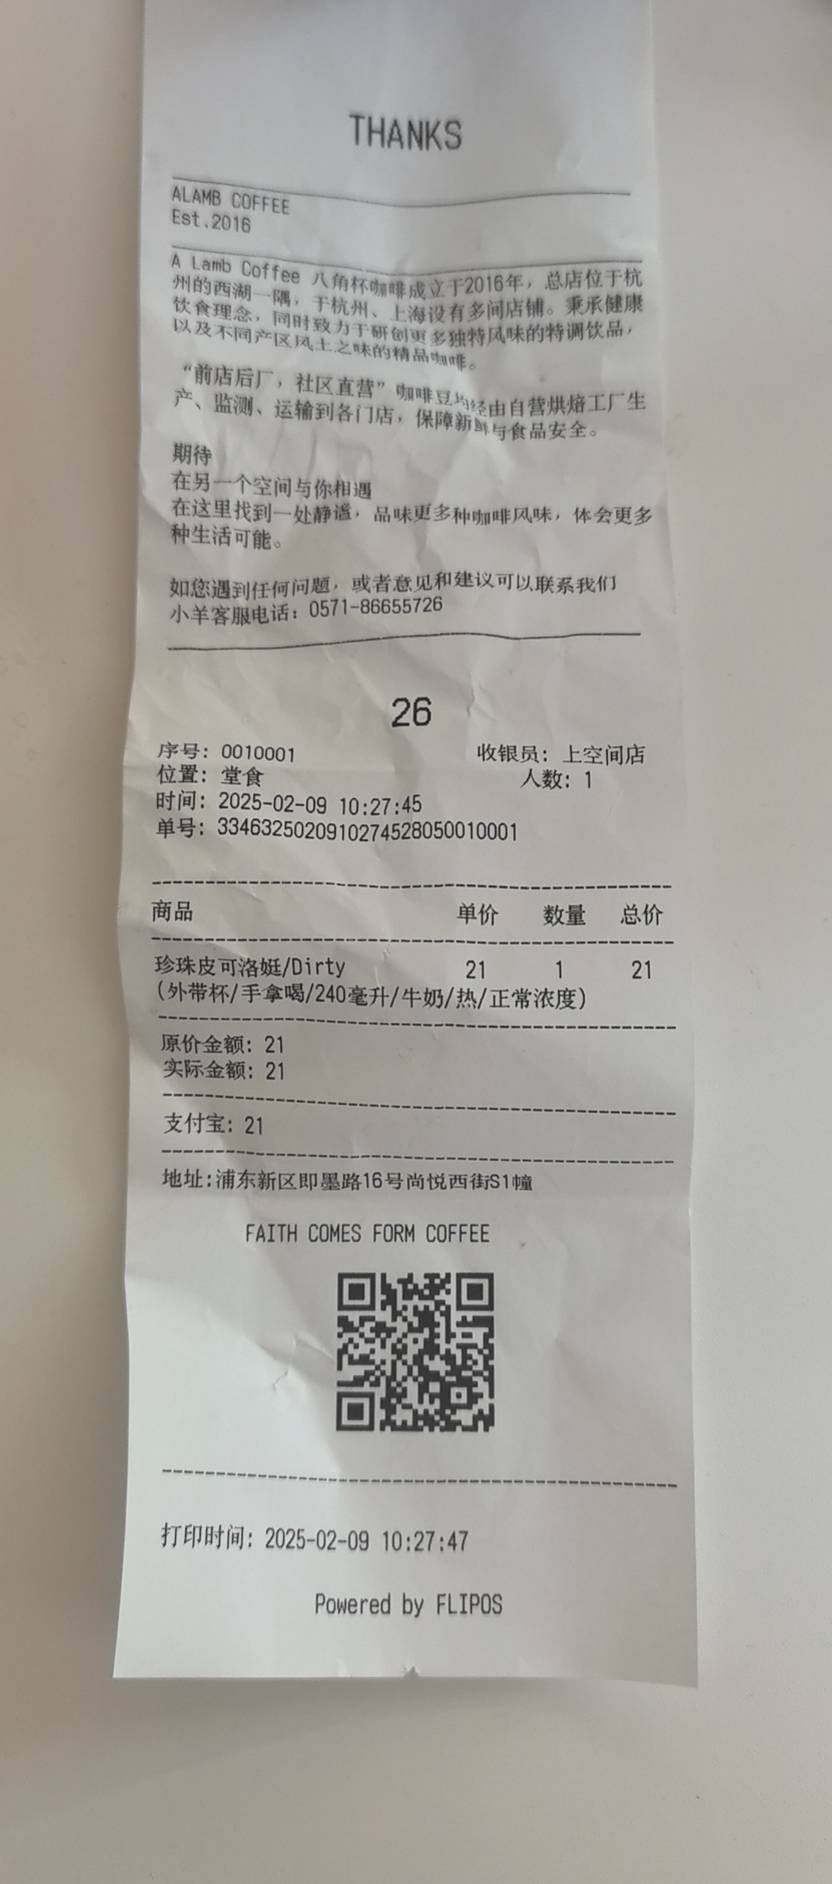 THANKS
ALAMB COFFEE
Est.2016
A Lamb Coffee 八角杯咖啡成立于2016年，总店位于杭
州的西湖一隅，于杭州、上海设有多间店铺。秉承健康
饮食理念，同时致力于研创更多独特风味的特调饮品，
以及不同产区风土之味的精品咖啡。
“前店后厂，社区直营”咖啡豆均经由自营烘焙工厂生
产、监测、运输到各门店，保障新鲜与食品安全。
期待
在另一个空间与你相遇
在这里找到一处静谧，品味更多种咖啡风味，体会更多
种生活可能。
如您遇到任何问题，或者意见和建议可以联系我们
小羊客服电话：0571-86655726
26
序号：0010001 收银员：上空间店
位置：堂食 人数：1
时间：2025-02-09 10:27:45
单号：33463250209102745280500​10001
商品 单价 数量 总价
珍珠皮可洛娗/Dirty 21 1 21
(外带杯/手拿喝/240毫升/牛奶/热/正常浓度)
原价金额：21
实际金额：21
支付宝：21
地址:浦东新区即墨路16号尚悦西街S1幢
FAITH COMES FORM COFFEE
打印时间：2025-02-09 10:27:47
Powered by FLIPOS